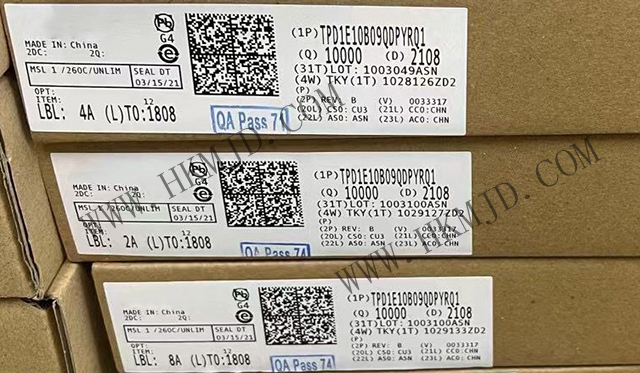 MADE IN: China
2DC: 2Q:
G4
MSL 1 /260C/UNLIM
SEAL DT
03/15/21
OPT:
ITEM:
12
LBL: 4A (L)TO:1808
QA Pass 74
(1P) TPD1E10B09QDPYRQ1
(Q) 10000 (D) 2108
(31T)LOT: 1003049ASN
(4W) TKY(1T) 1028126ZD2
(P)
(2P) REV: B (V) 0033317
(20L) CSO: CU3 (21L) CCO:CHN
(22L) ASO: ASN (23L) ACO: CHN
MADE IN: China
2DC: 2Q:
G4
MSL 1 /260C/UNLIM
SEAL DT
03/15/21
OPT:
ITEM:
12
LBL: 2A (L)TO:1808
QA Pass 74
(1P) TPD1E10B09QDPYRQ1
(Q) 10000 (D) 2108
(31T)LOT: 1003100ASN
(4W) TKY(1T) 1029127ZD2
(P)
(2P) REV: B (V) 0033317
(20L) CSO: CU3 (21L) CCO:CHN
(22L) ASO: ASN (23L) ACO: CHN
MADE IN: China
2DC: 2Q:
G4
MSL 1 /260C/UNLIM
SEAL DT
03/15/21
OPT:
ITEM:
12
LBL: 8A (L)TO:1808
QA Pass 74
(1P) TPD1E10B09QDPYRQ1
(Q) 10000 (D) 2108
(31T)LOT: 1003100ASN
(4W) TKY(1T) 1029133ZD2
(P)
(2P) REV: B (V) 0033317
(20L) CSO: CU3 (21L) CCO:CHN
(22L) ASO: ASN (23L) ACO: CHN
WWW.HKMJD.COM
WWW.HKMJD.COM